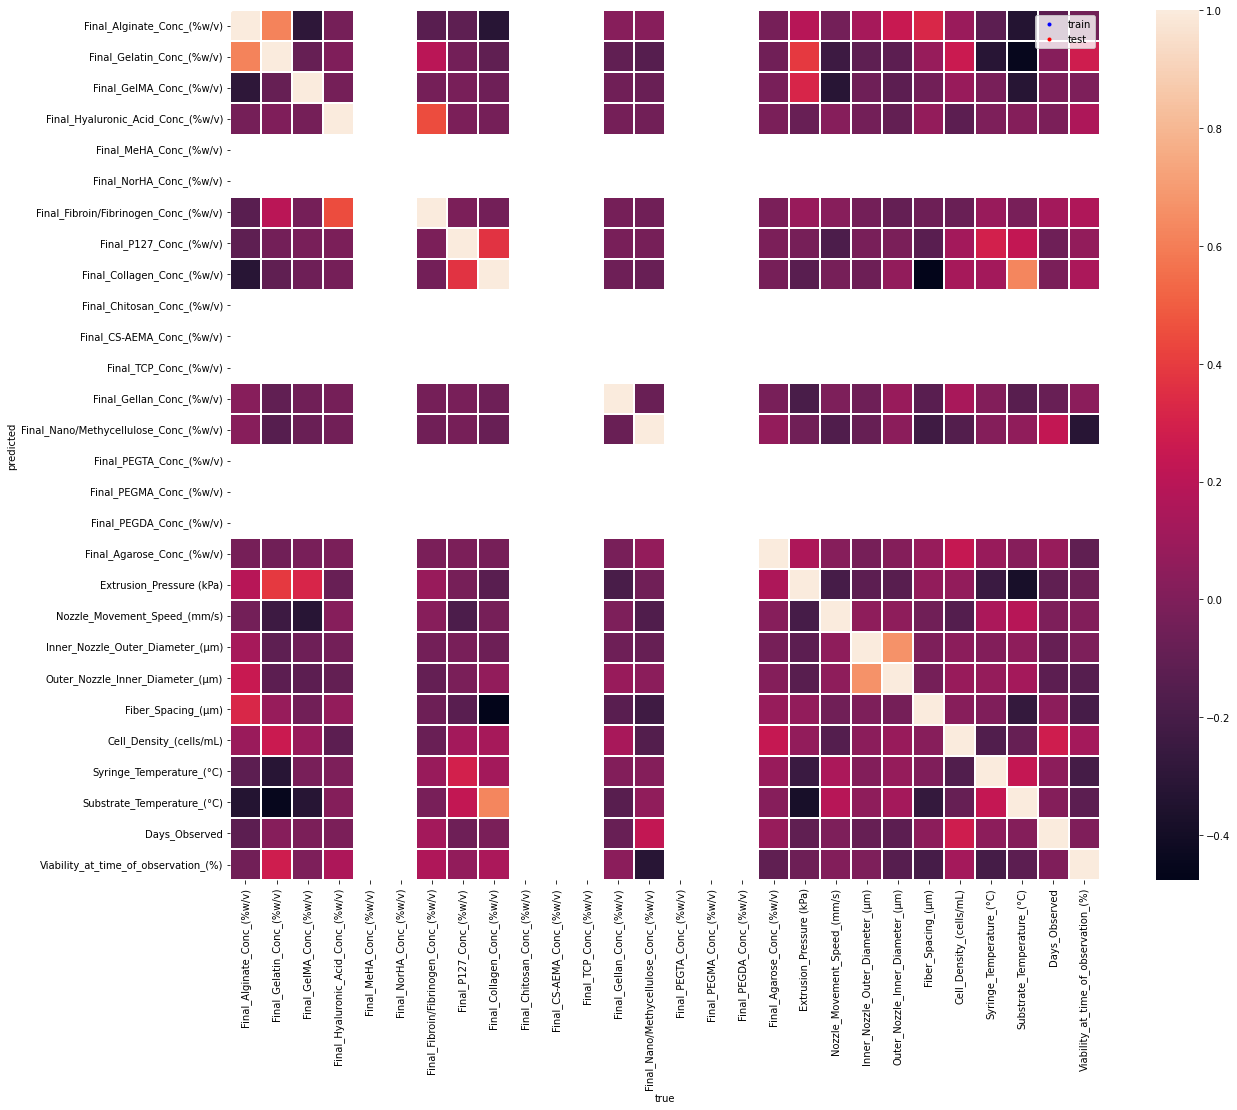 train
test
predicted
Final_Alginate_Conc_(%w/v)
Final_Gelatin_Conc_(%w/v)
Final_GelMA_Conc_(%w/v)
Final_Hyaluronic_Acid_Conc_(%w/v)
Final_MeHA_Conc_(%w/v)
Final_NorHA_Conc_(%w/v)
Final_Fibroin/Fibrinogen_Conc_(%w/v)
Final_P127_Conc_(%w/v)
Final_Collagen_Conc_(%w/v)
Final_Chitosan_Conc_(%w/v)
Final_CS-AEMA_Conc_(%w/v)
Final_TCP_Conc_(%w/v)
Final_Gellan_Conc_(%w/v)
Final_Nano/Methycellulose_Conc_(%w/v)
Final_PEGTA_Conc_(%w/v)
Final_PEGMA_Conc_(%w/v)
Final_PEGDA_Conc_(%w/v)
Final_Agarose_Conc_(%w/v)
Extrusion_Pressure (kPa)
Nozzle_Movement_Speed_(mm/s)
Inner_Nozzle_Outer_Diameter_(µm)
Outer_Nozzle_Inner_Diameter_(µm)
Fiber_Spacing_(µm)
Cell_Density_(cells/mL)
Syringe_Temperature_(°C)
Substrate_Temperature_(°C)
Days_Observed
Viability_at_time_of_observation_(%)
Final_Alginate_Conc_(%w/v)
Final_Gelatin_Conc_(%w/v)
Final_GelMA_Conc_(%w/v)
Final_Hyaluronic_Acid_Conc_(%w/v)
Final_MeHA_Conc_(%w/v)
Final_NorHA_Conc_(%w/v)
Final_Fibroin/Fibrinogen_Conc_(%w/v)
Final_P127_Conc_(%w/v)
Final_Collagen_Conc_(%w/v)
Final_Chitosan_Conc_(%w/v)
Final_CS-AEMA_Conc_(%w/v)
Final_TCP_Conc_(%w/v)
Final_Gellan_Conc_(%w/v)
Final_Nano/Methycellulose_Conc_(%w/v)
Final_PEGTA_Conc_(%w/v)
Final_PEGMA_Conc_(%w/v)
Final_PEGDA_Conc_(%w/v)
Final_Agarose_Conc_(%w/v)
Extrusion_Pressure (kPa)
Nozzle_Movement_Speed_(mm/s)
Inner_Nozzle_Outer_Diameter_(µm)
Outer_Nozzle_Inner_Diameter_(µm)
Fiber_Spacing_(µm)
Cell_Density_(cells/mL)
Syringe_Temperature_(°C)
Substrate_Temperature_(°C)
Days_Observed
Viability_at_time_of_observation_(%)
true
1.0
0.8
0.6
0.4
0.2
0.0
−0.2
−0.4